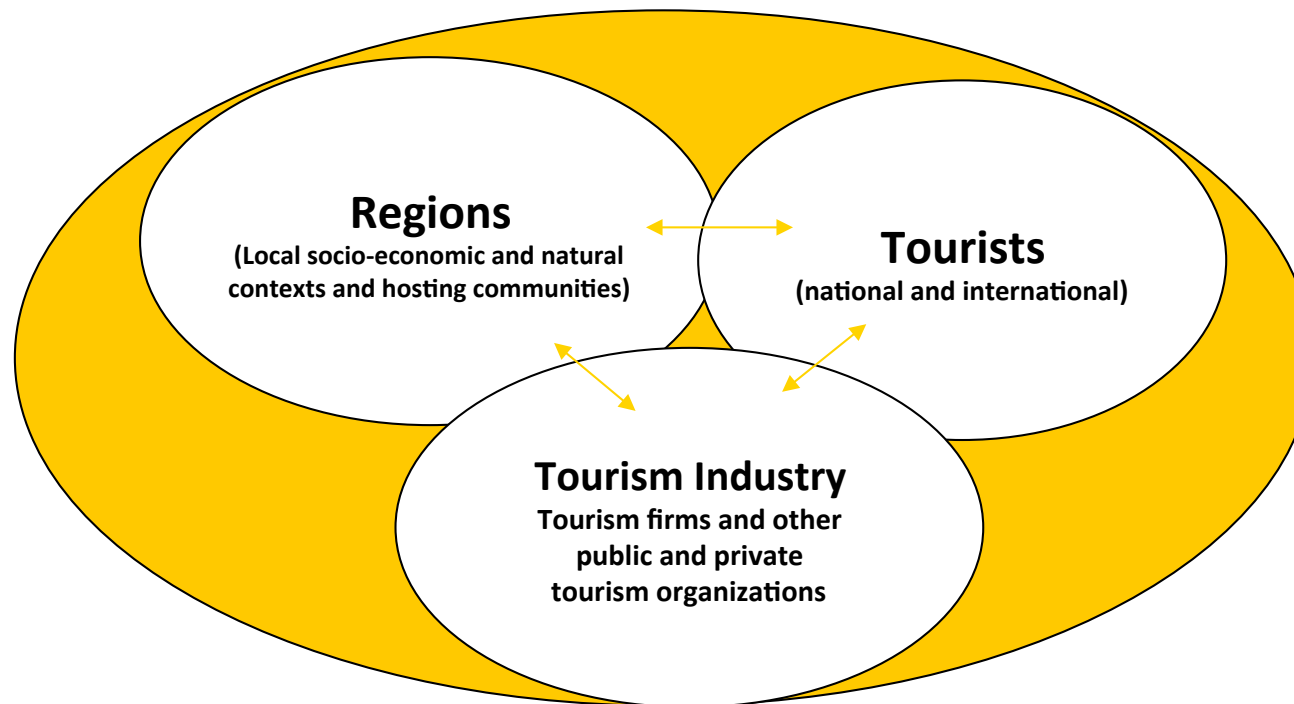 Regions
(Local socio-economic and natural
contexts and hosting communities)
Tourists
(national and international)
Tourism Industry
Tourism firms and other
public and private
tourism organizations